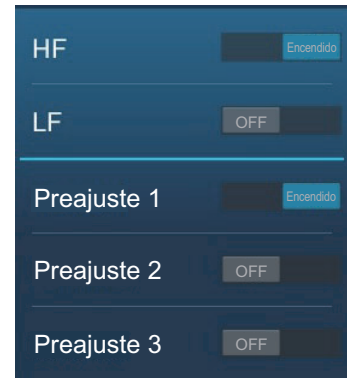 HF Encendido
LF OFF
Preajuste 1 Encendido
Preajuste 2 OFF
Preajuste 3 OFF